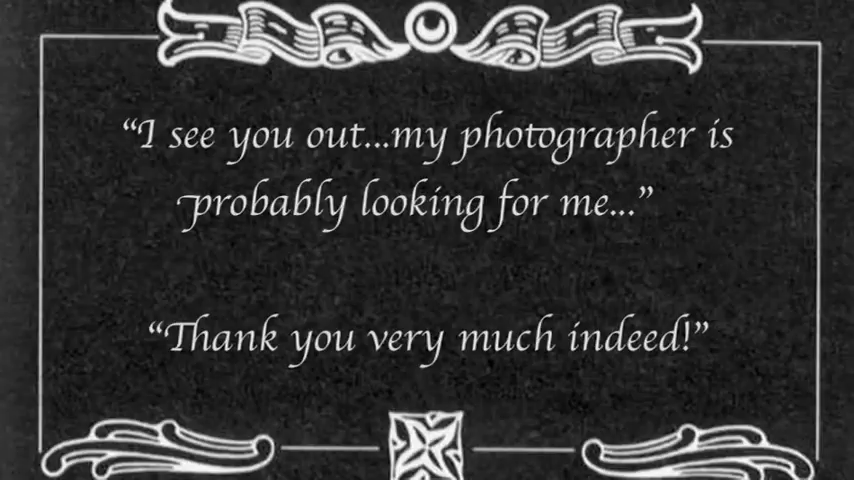 “I see you out...my photographer is
probably looking for me...”
“Thank you very much indeed!”